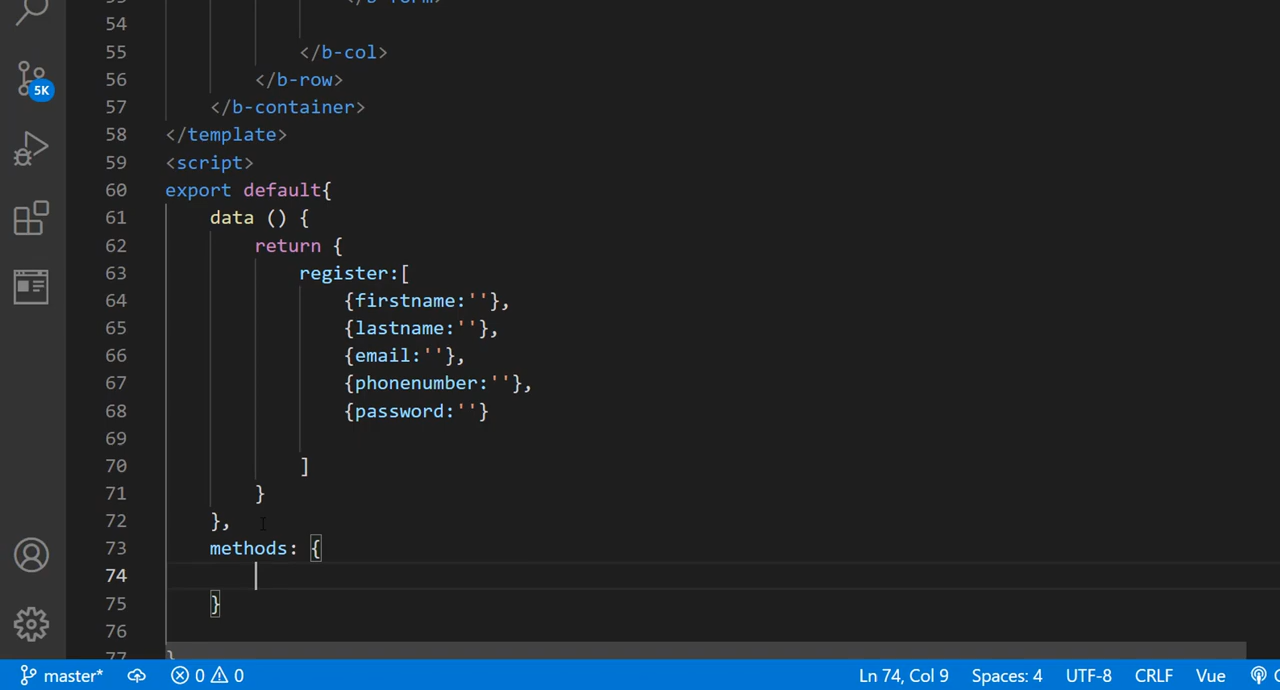 54
55 </b-col>
56 </b-row>
57 </b-container>
58 </template>
59 <script>
60 export default{
61 data () {
62 return {
63 register:[
64 {firstname:''},
65 {lastname:''},
66 {email:''},
67 {phonenumber:''},
68 {password:''}
69
70 ]
71 }
72 },
73 methods: {
74
75 }
76
5K
master* 0 0 Ln 74, Col 9 Spaces: 4 UTF-8 CRLF Vue